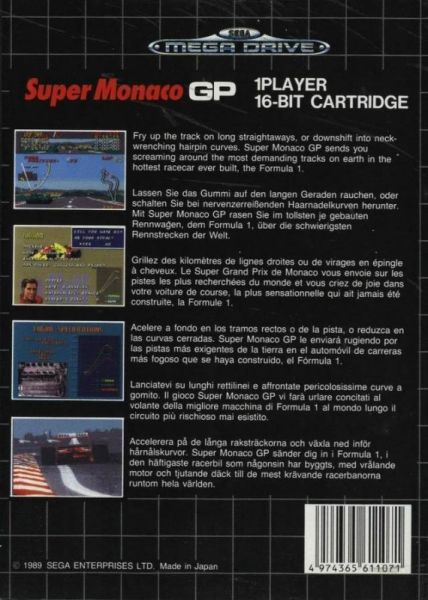 SEGA
MEGA DRIVE
Super Monaco GP
1PLAYER
16-BIT CARTRIDGE
Fry up the track on long straightaways, or downshift into neck-
wrenching hairpin curves. Super Monaco GP sends you
screaming around the most demanding tracks on earth in the
hottest racecar ever built, the Formula 1.
Lassen Sie das Gummi auf den langen Geraden rauchen, oder
schalten Sie bei nervenzerreißenden Haarnadelkurven herunter.
Mit Super Monaco GP rasen Sie im tollsten je gebauten
Rennwagen, dem Formula 1, über die schwierigsten
Rennstrecken der Welt.
Grillez des kilomètres de lignes droites ou de virages en épingle
à cheveux. Le Super Grand Prix de Monaco vous envoie sur les
pistes les plus recherchées du monde et vous criez de joie dans
votre voiture de course, la plus sensationnelle qui ait jamais été
construite, la Formule 1.
Acelere a fondo en los tramos rectos o de la pista, o reduzca en
las curvas cerradas. Super Monaco GP le enviará rugiendo por
las pistas más exigentes de la tierra en el automóvil de carreras
más fogoso que se haya construido, el Fórmula 1.
Lanciatevi su lunghi rettilinei e affrontate pericolosissime curve a
gomito. Il gioco Super Monaco GP vi farà urlare concitati al
volante della migliore macchina di Formula 1 al mondo lungo il
circuito più rischioso mai esistito.
Accelerera på de långa raksträckorna och växla ned inför
hårnålskurvor. Super Monaco GP sänder dig in i Formula 1, i
den häftigaste racerbil som någonsin har byggts, med vrålande
motor och tjutande däck till de mest krävande racerbanorna
runtom hela världen.
ENGINE SPECIFICATIONS
© 1989 SEGA ENTERPRISES LTD. Made in Japan
4 974365 611071